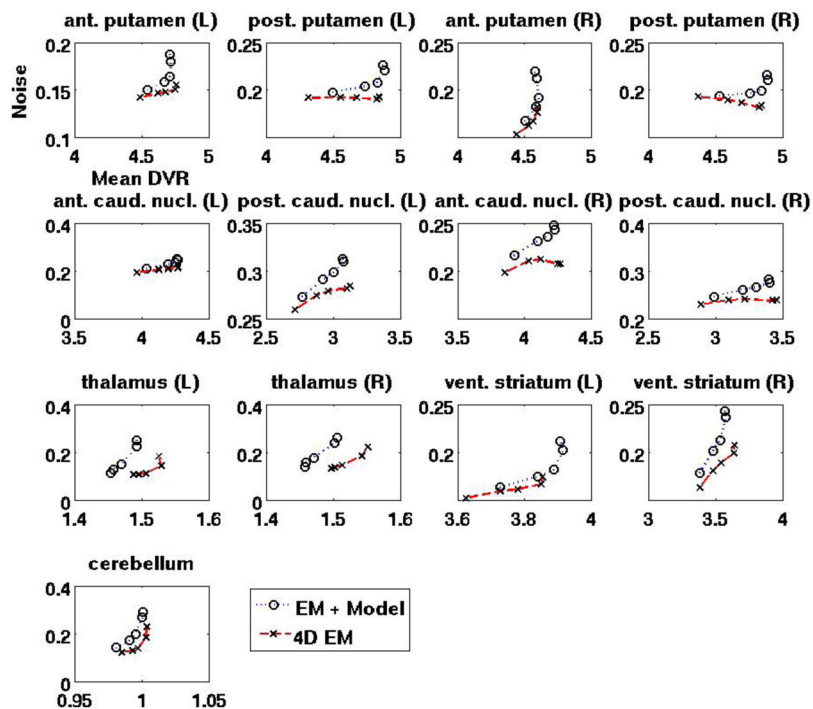 ant. putamen (L) post. putamen (L) ant. putamen (R) post. putamen (R)
0.2 0.25 0.25 0.25
Noise
0.15 0.2 0.2 0.2
0.1
4 4.5 5 4 4.5 5 4 4.5 5 4 4.5 5
Mean DVR
ant. caud. nucl. (L) post. caud. nucl. (L) ant. caud. nucl. (R) post. caud. nucl. (R)
0.4 0.35 0.25 0.4
0.2 0.3 0.2 0.3
0 0.25 0.2
3.5 4 4.5 2.5 3 3.5 3.5 4 4.5 2.5 3 3.5
thalamus (L) thalamus (R) vent. striatum (L) vent. striatum (R)
0.4 0.4 0.25 0.25
0.2 0.2 0.2 0.2
0 0
1.4 1.5 1.6 1.4 1.5 1.6 3.6 3.8 4 3 3.5 4
cerebellum
0.4
0.2
0
0.95 1 1.05
EM + Model
4D EM